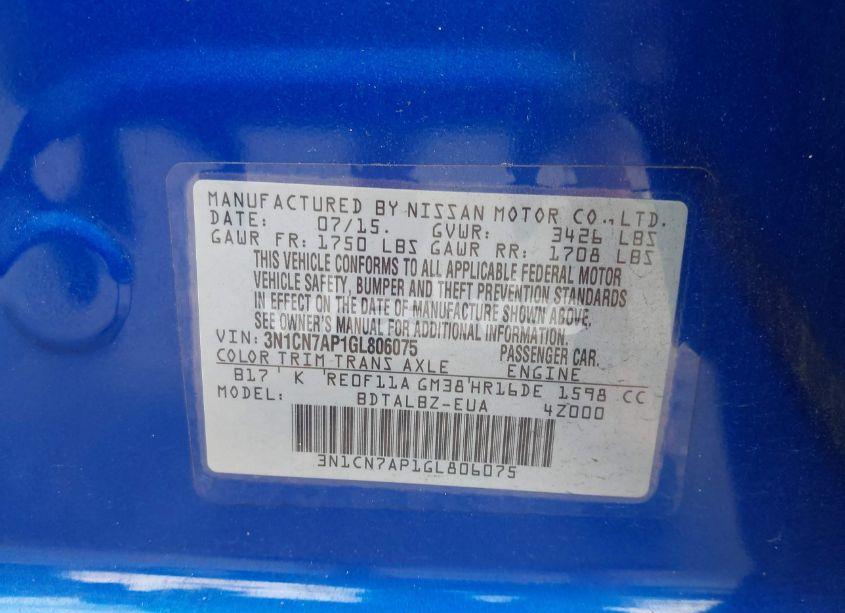 MANUFACTURED BY NISSAN MOTOR CO.,LTD.
DATE: 07/15. GVWR: 3426 LBS
GAWR FR: 1750 LBS GAWR RR: 1708 LBS
THIS VEHICLE CONFORMS TO ALL APPLICABLE FEDERAL MOTOR
VEHICLE SAFETY, BUMPER AND THEFT PREVENTION STANDARDS
IN EFFECT ON THE DATE OF MANUFACTURE SHOWN ABOVE.
SEE OWNER'S MANUAL FOR ADDITIONAL INFORMATION.
VIN: 3N1CN7AP1GL806075 PASSENGER CAR.
COLOR TRIM TRANS AXLE ENGINE
B17 K RE0F11A GM38 HR16DE 1598 CC
MODEL: BDTALBZ-EUA 4Z000
3N1CN7AP1GL806075